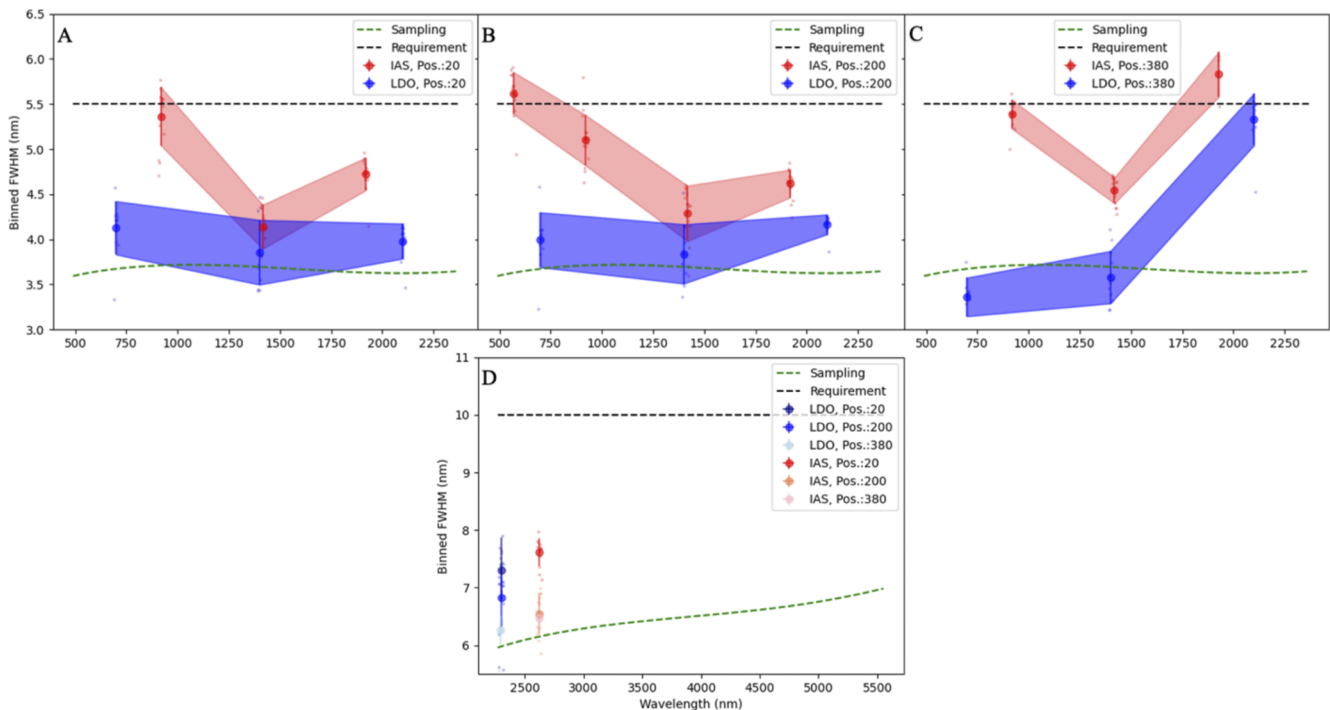 A
Sampling
Requirement
IAS, Pos.:20
LDO, Pos.:20
B
Sampling
Requirement
IAS, Pos.:200
LDO, Pos.:200
C
Sampling
Requirement
IAS, Pos.:380
LDO, Pos.:380
6.5
6.0
5.5
5.0
4.5
4.0
3.5
3.0
Binned FWHM (nm)
500 750 1000 1250 1500 1750 2000 2250
500 750 1000 1250 1500 1750 2000 2250
500 750 1000 1250 1500 1750 2000 2250
D
Sampling
Requirement
LDO, Pos.:20
LDO, Pos.:200
LDO, Pos.:380
IAS, Pos.:20
IAS, Pos.:200
IAS, Pos.:380
11
10
9
8
7
6
Binned FWHM (nm)
2500 3000 3500 4000 4500 5000 5500
Wavelength (nm)